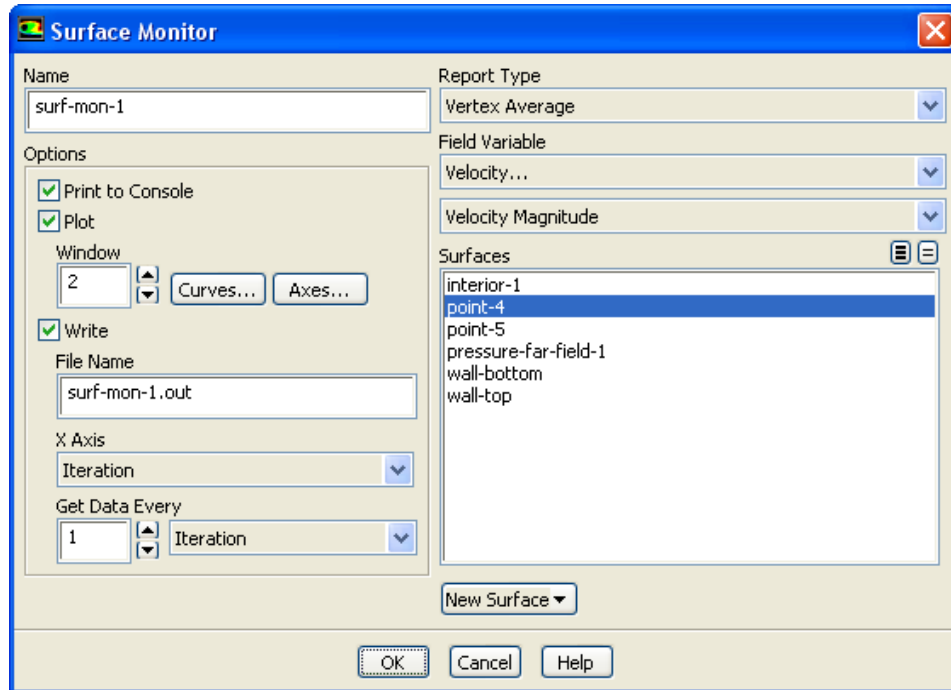 Surface Monitor
Name
surf-mon-1
Options
Print to Console
Plot
Window
2
Curves...
Axes...
Write
File Name
surf-mon-1.out
X Axis
Iteration
Get Data Every
1
Iteration
Report Type
Vertex Average
Field Variable
Velocity...
Velocity Magnitude
Surfaces
interior-1
point-4
point-5
pressure-far-field-1
wall-bottom
wall-top
New Surface
OK
Cancel
Help